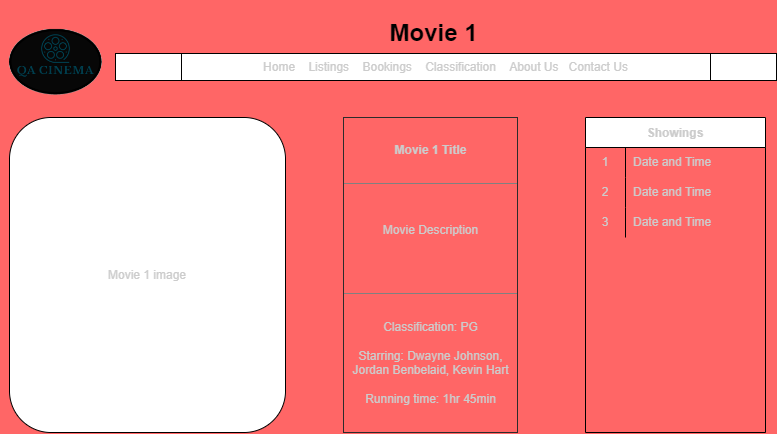 Movie 1
QA CINEMA
Home Listings Bookings Classification About Us Contact Us
Movie 1 image
Movie 1 Title
Movie Description
Classification: PG
Starring: Dwayne Johnson,
Jordan Benbelaid, Kevin Hart
Running time: 1hr 45min
Showings
1 Date and Time
2 Date and Time
3 Date and Time